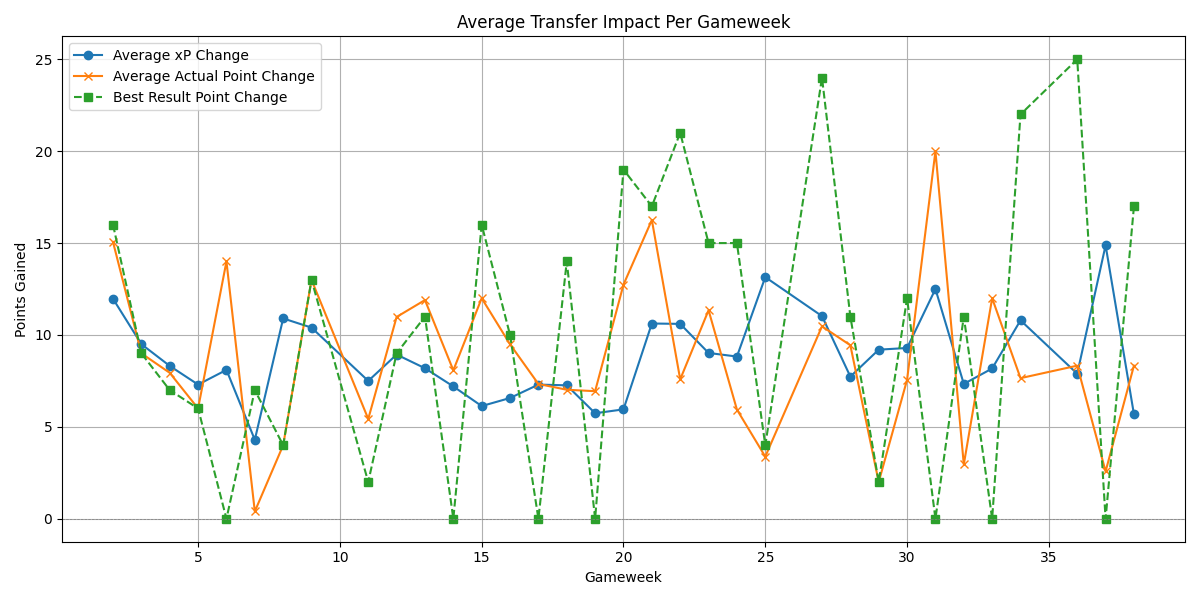 Average Transfer Impact Per Gameweek
Average xP Change
Average Actual Point Change
Best Result Point Change
Points Gained
25
20
15
10
5
0
5
10
15
20
25
30
35
Gameweek